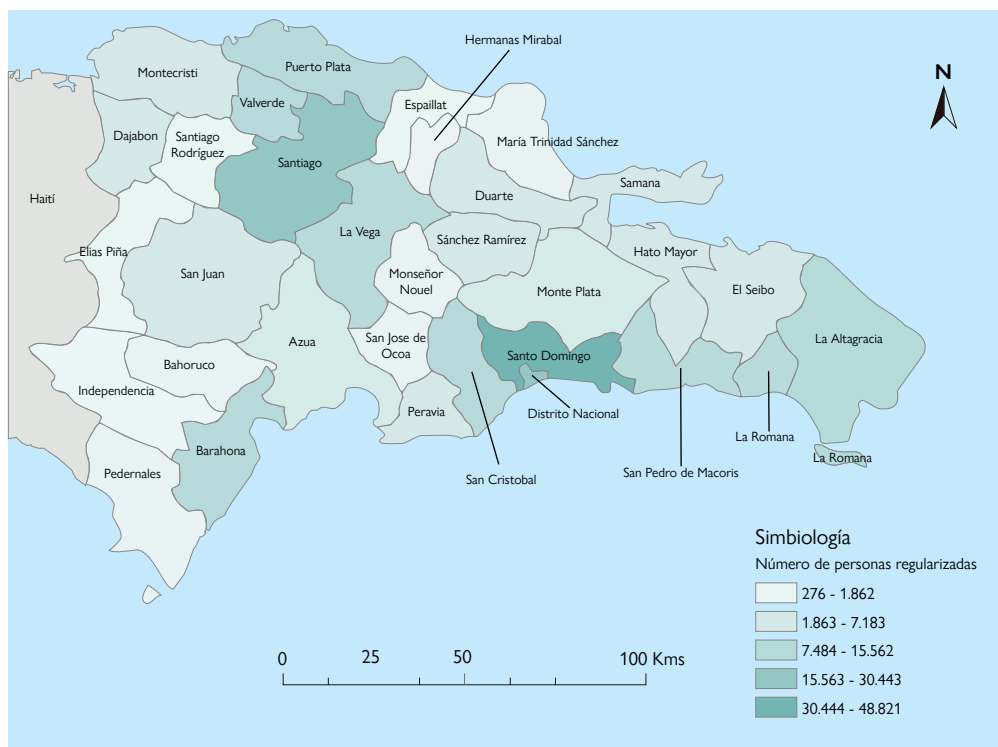 Hermanas Mirabal
Puerto Plata
Montecristi
N
Valverde
Espaillat
Dajabon
Santiago
Rodríguez
María Trinidad Sánchez
Santiago
Samana
Haití
Duarte
La Vega
Sánchez Ramírez
Elias Piña
Hato Mayor
San Juan
Monseñor
Nouel
Monte Plata
El Seibo
San Jose de
Ocoa
Azua
Santo Domingo
La Altagracia
Bahoruco
Independencia
Peravia
Distrito Nacional
La Romana
Barahona
La Romana
Pedernales
San Cristobal
San Pedro de Macoris
Simbiología
Número de personas regularizadas
276 - 1.862
1.863 - 7.183
7.484 - 15.562
15.563 - 30.443
30.444 - 48.821
0 25 50 100 Kms